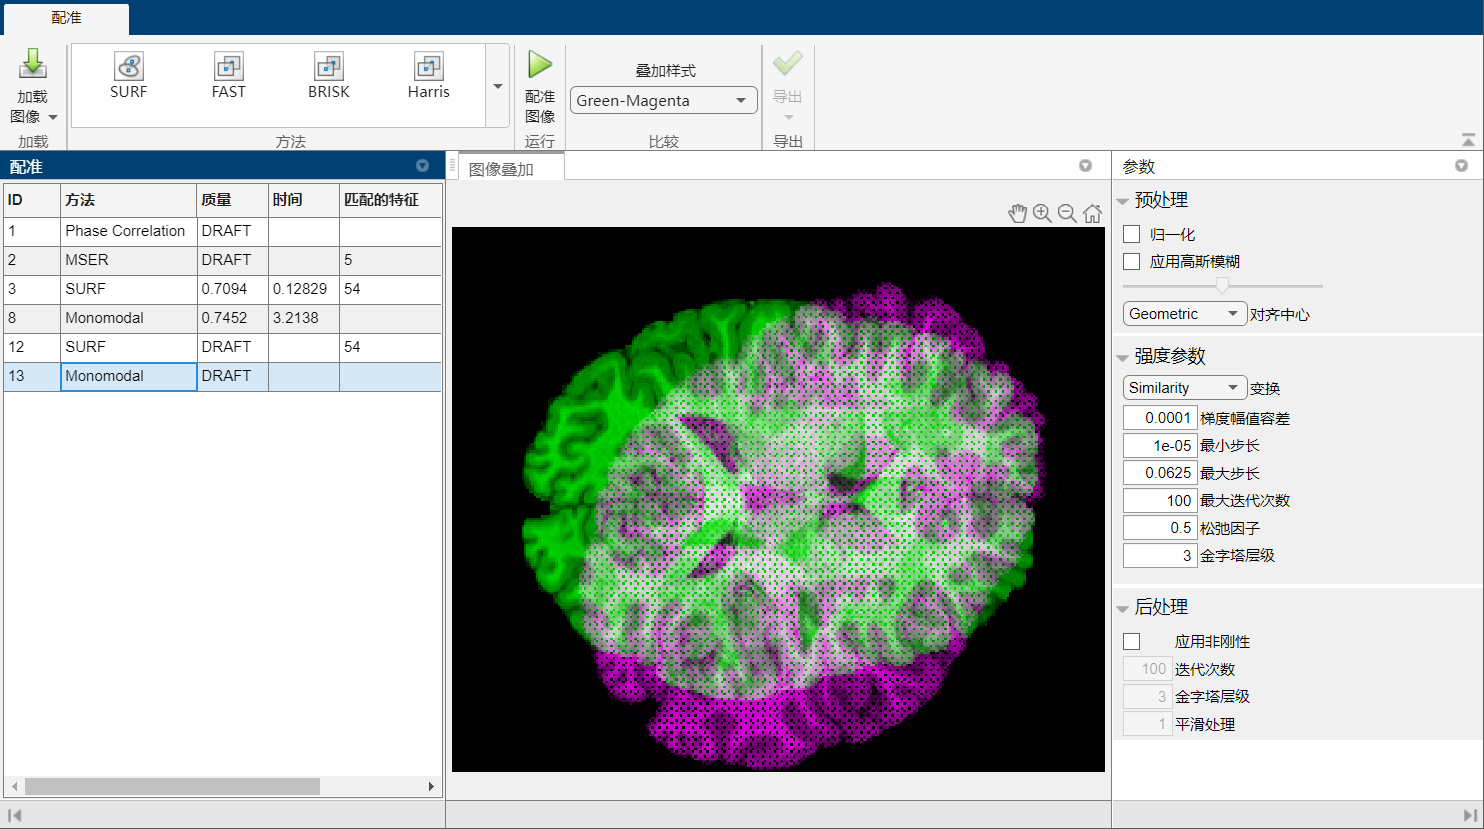 配准
加载
图像
加载
SURF
FAST
BRISK
Harris
方法
配准
图像
运行
叠加样式
Green-Magenta
比较
导出
导出
配准
ID 方法 质量 时间 匹配的特征
1 Phase Correlation DRAFT
2 MSER DRAFT 5
3 SURF 0.7094 0.12829 54
8 Monomodal 0.7452 3.2138
12 SURF DRAFT 54
13 Monomodal DRAFT
图像叠加
参数
预处理
归一化
应用高斯模糊
Geometric 对齐中心
强度参数
Similarity 变换
0.0001 梯度幅值容差
1e-05 最小步长
0.0625 最大步长
100 最大迭代次数
0.5 松弛因子
3 金字塔层级
后处理
应用非刚性
100 迭代次数
3 金字塔层级
1 平滑处理